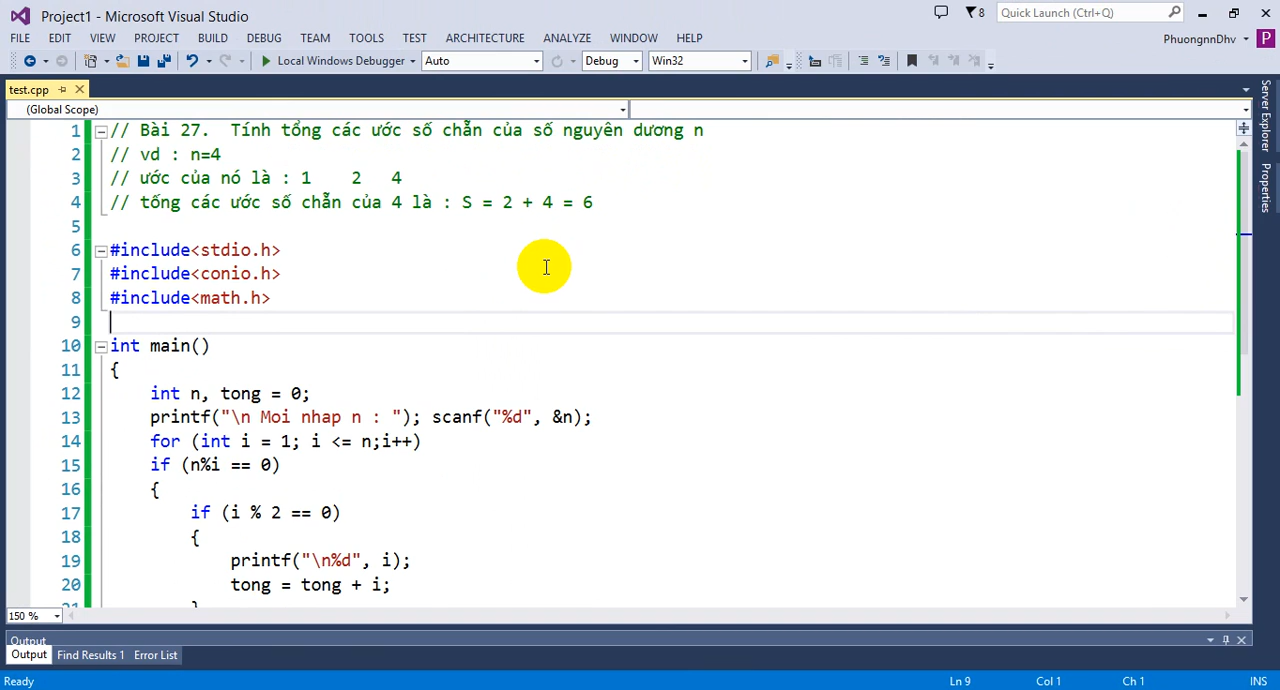 Project1 - Microsoft Visual Studio
8
Quick Launch (Ctrl+Q)
FILE EDIT VIEW PROJECT BUILD DEBUG TEAM TOOLS TEST ARCHITECTURE ANALYZE WINDOW HELP
PhuongnnDhv P
Local Windows Debugger Auto Debug Win32
test.cpp
(Global Scope)
1 // Bài 27.  Tính tổng các ước số chẵn của số nguyên dương n
2 // vd : n=4
3 // ước của nó là : 1    2   4
4 // tổng các ước số chẵn của 4 là : S = 2 + 4 = 6
5
6 #include<stdio.h>
7 #include<conio.h>
8 #include<math.h>
9
10 int main()
11 {
12     int n, tong = 0;
13     printf("\n Moi nhap n : "); scanf("%d", &n);
14     for (int i = 1; i <= n;i++)
15     if (n%i == 0)
16     {
17         if (i % 2 == 0)
18         {
19             printf("\n%d", i);
20             tong = tong + i;
21         }
Server Explorer
Properties
150 %
Output
Output Find Results 1 Error List
Ready Ln 9 Col 1 Ch 1 INS